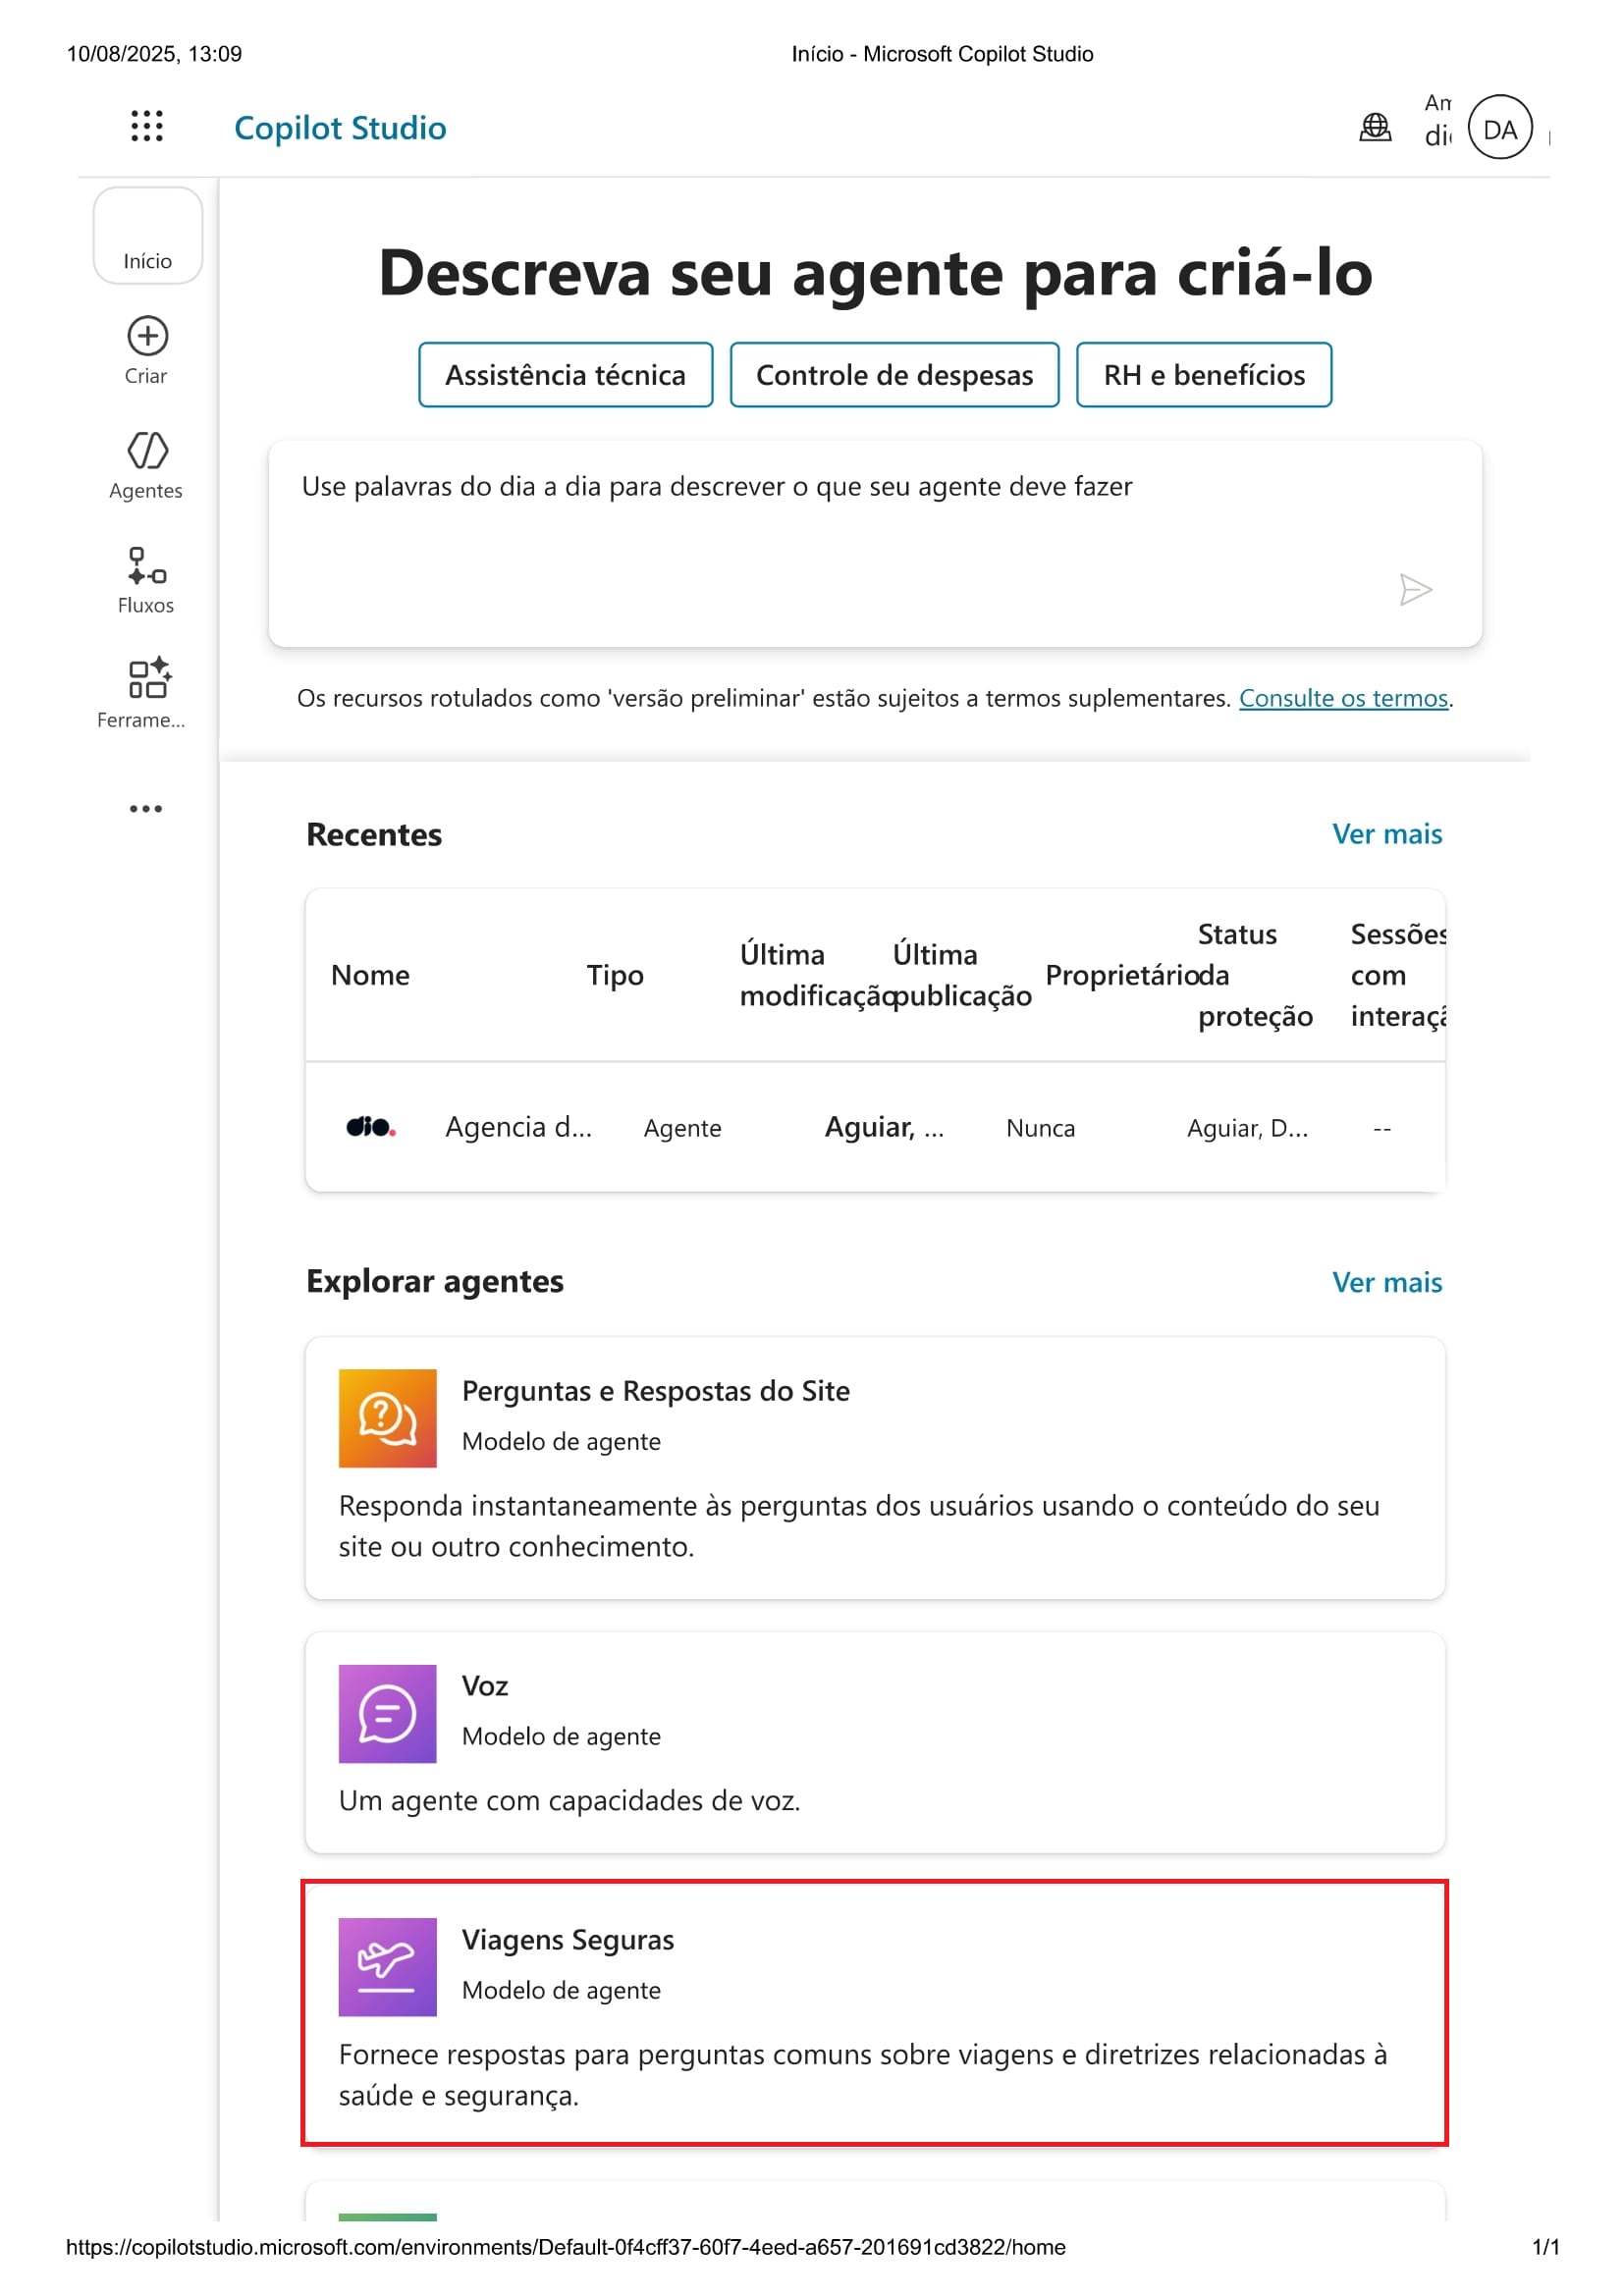 10/08/2025, 13:09
Início - Microsoft Copilot Studio
Copilot Studio
Am
di
DA
Início
Criar
Agentes
Fluxos
Ferrame...
Descreva seu agente para criá-lo
Assistência técnica
Controle de despesas
RH e benefícios
Use palavras do dia a dia para descrever o que seu agente deve fazer
Os recursos rotulados como 'versão preliminar' estão sujeitos a termos suplementares. Consulte os termos.
Recentes
Ver mais
Nome
Tipo
Última
modificação
Última
publicação
Proprietário
Status
da
proteção
Sessões
com
interaçã
dio.
Agencia d...
Agente
Aguiar, ...
Nunca
Aguiar, D...
--
Explorar agentes
Ver mais
Perguntas e Respostas do Site
Modelo de agente
Responda instantaneamente às perguntas dos usuários usando o conteúdo do seu
site ou outro conhecimento.
Voz
Modelo de agente
Um agente com capacidades de voz.
Viagens Seguras
Modelo de agente
Fornece respostas para perguntas comuns sobre viagens e diretrizes relacionadas à
saúde e segurança.
https://copilotstudio.microsoft.com/environments/Default-0f4cff37-60f7-4eed-a657-201691cd3822/home
1/1